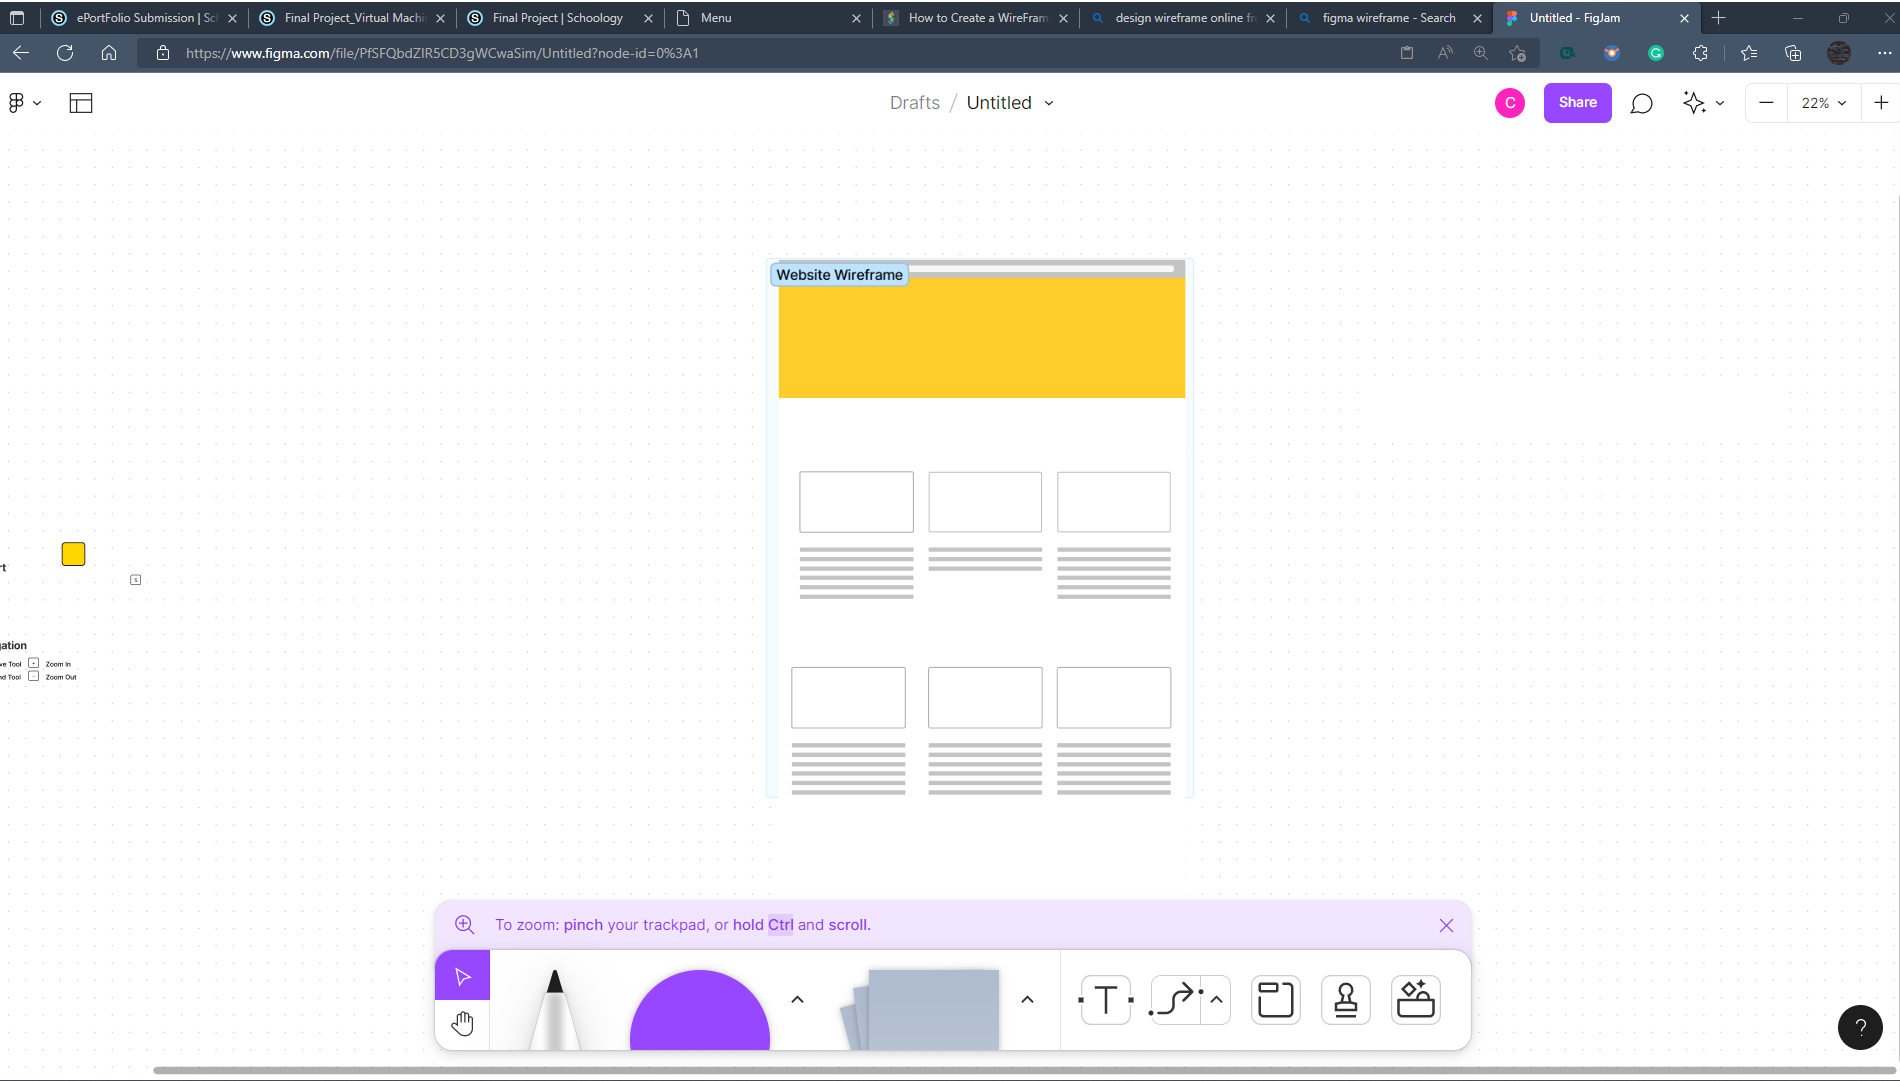 ePortFolio Submission | Sc
Final Project_Virtual Machi
Final Project | Schoology
Menu
How to Create a WireFram
design wireframe online fr
figma wireframe - Search
Untitled - FigJam
https://www.figma.com/file/PfSFQbdZlR5CD3gWCwaSim/Untitled?node-id=0%3A1
Drafts / Untitled
C
Share
22%
Website Wireframe
rt
S
gation
ve Tool + Zoom In
nd Tool - Zoom Out
To zoom: pinch your trackpad, or hold Ctrl and scroll.
T
?